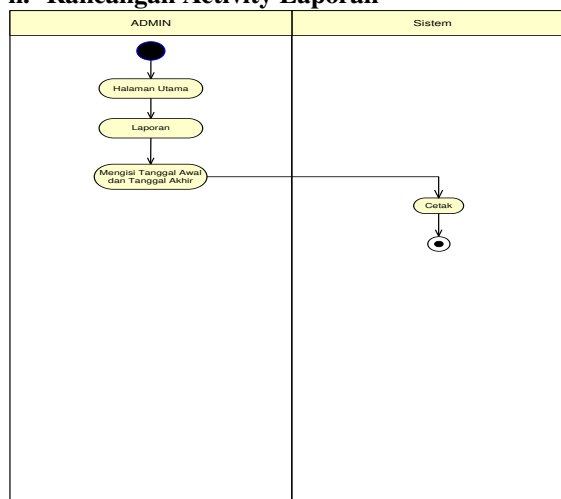 Rancangan Activity Laporan
ADMIN
Sistem
Halaman Utama
Laporan
Mengisi Tanggal Awal
dan Tanggal Akhir
Cetak